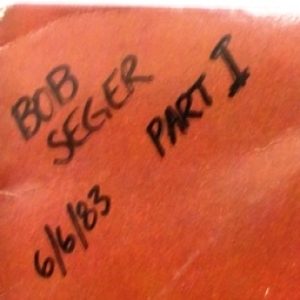 BOB
SEGER
PART I
6/6/83